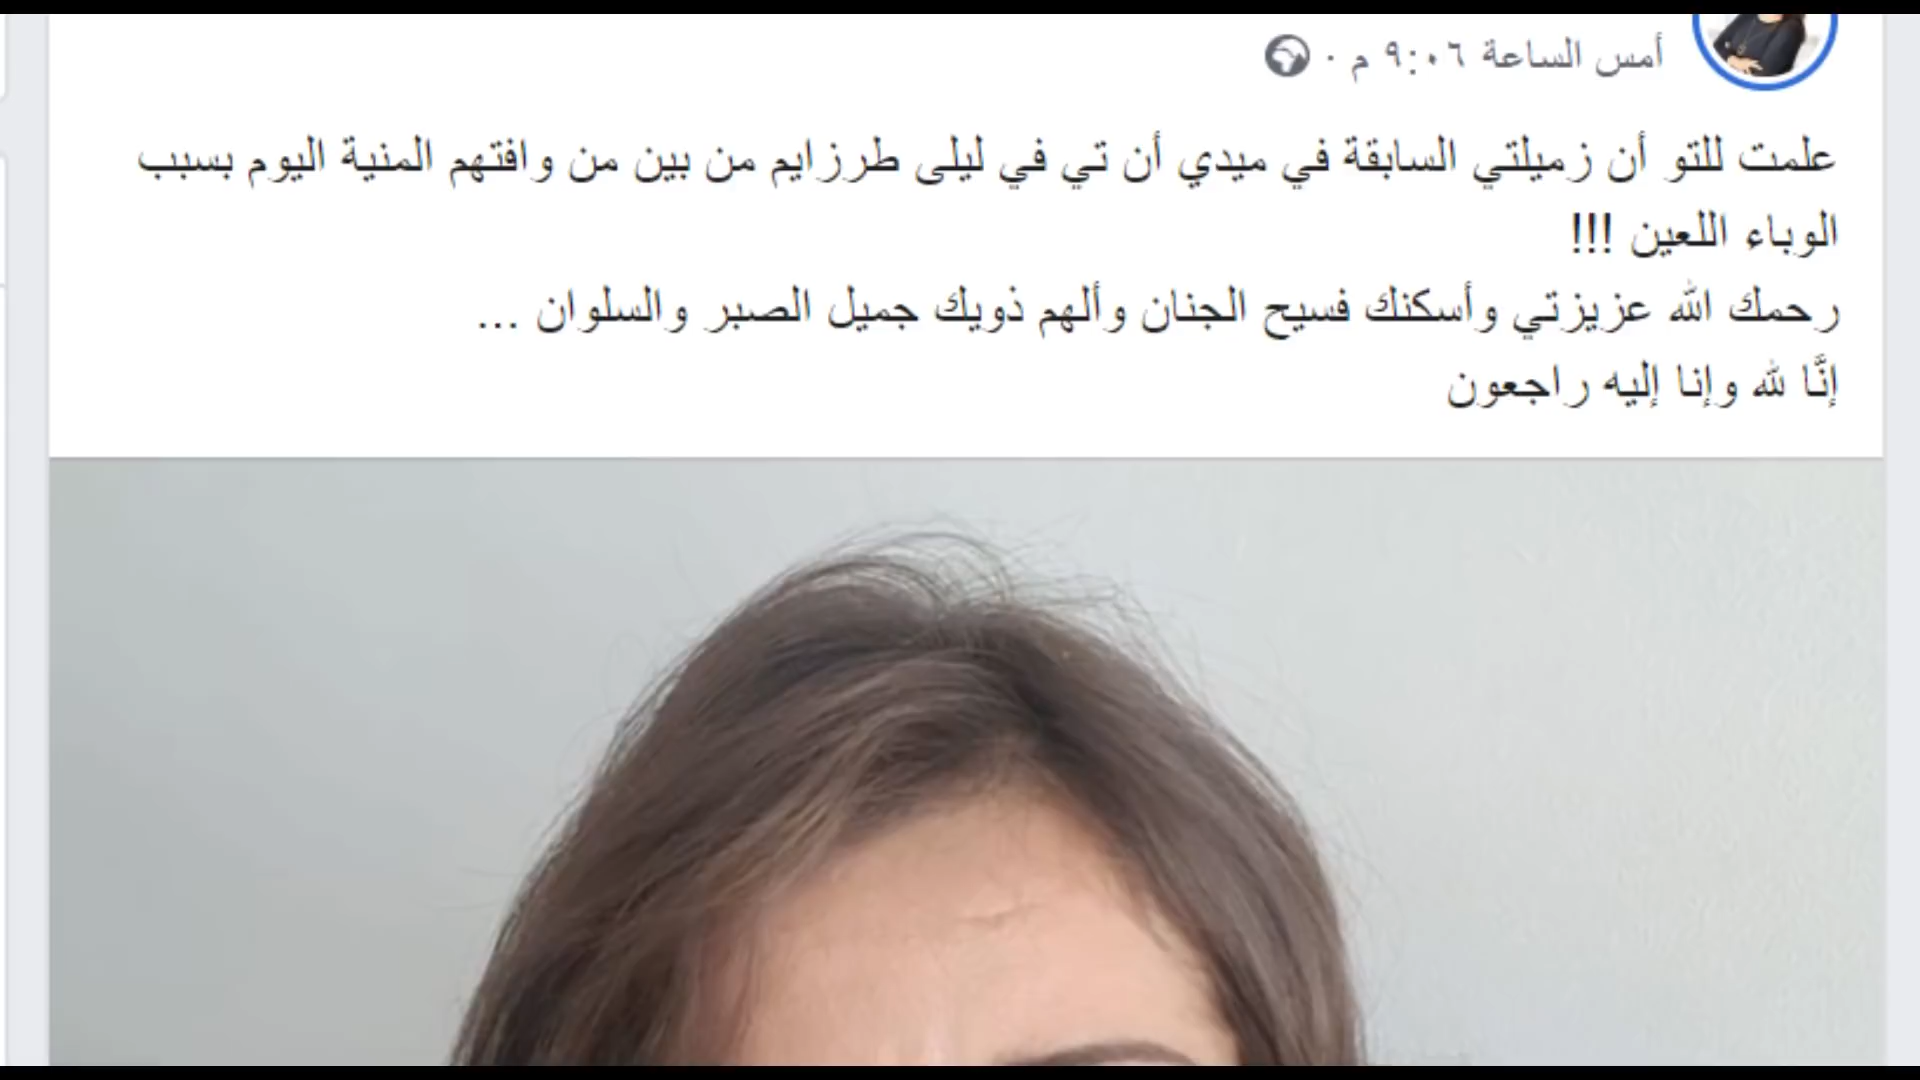 أمس الساعة ٩:٠٦ م ·
علمت للتو أن زميلتي السابقة في ميدي أن تي في ليلى طرزايم من بين من وافتهم المنية اليوم بسبب
الوباء اللعين !!!
رحمك الله عزيزتي وأسكنك فسيح الجنان وألهم ذويك جميل الصبر والسلوان ...
إنَّا لله وإنا إليه راجعون